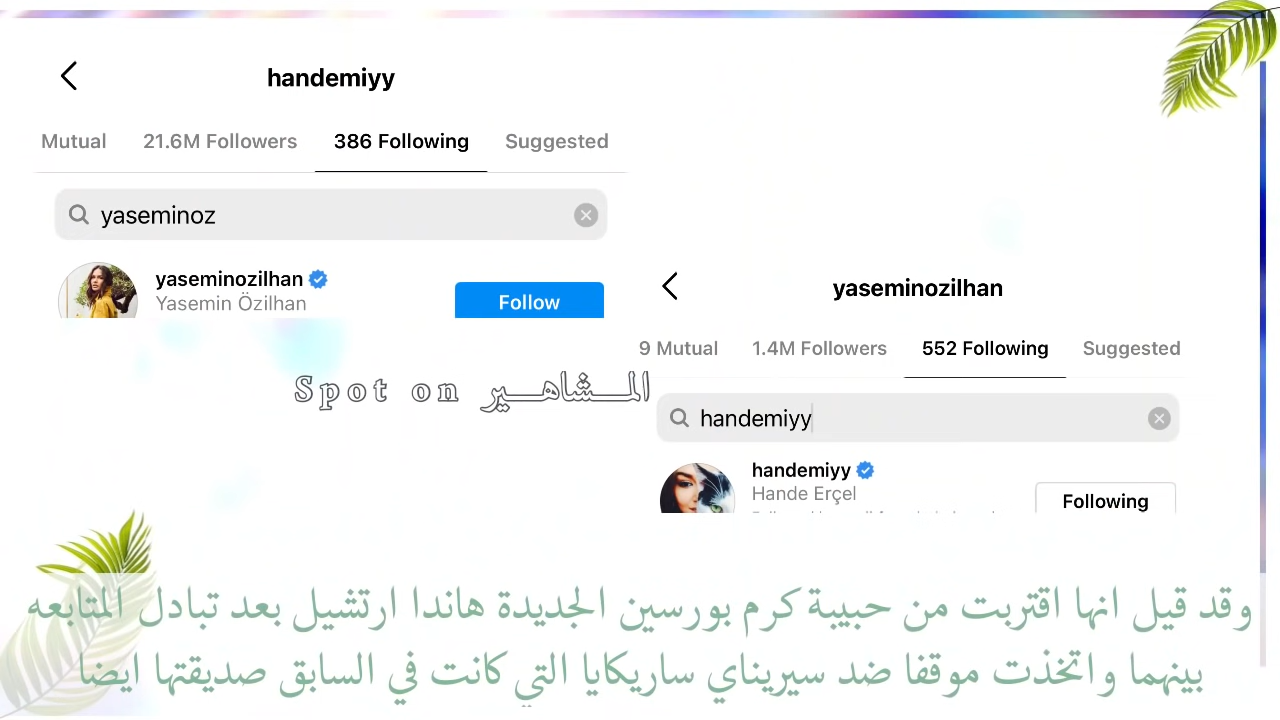 handemiyy
Mutual 21.6M Followers 386 Following Suggested
yaseminoz
yaseminozilhan
Yasemin Özilhan
Follow
yaseminozilhan
9 Mutual 1.4M Followers 552 Following Suggested
handemiyy
handemiyy
Hande Erçel
Following
Spot on المـــشاهـــير
وقد قيل انها اقتربت من حبيبة كرم بورسين الجديدة هاندا ارتشيل بعد تبادل المتابعه
بينهما واتخذت موقفا ضد سيريناي ساريكايا التي كانت في السابق صديقتها ايضا